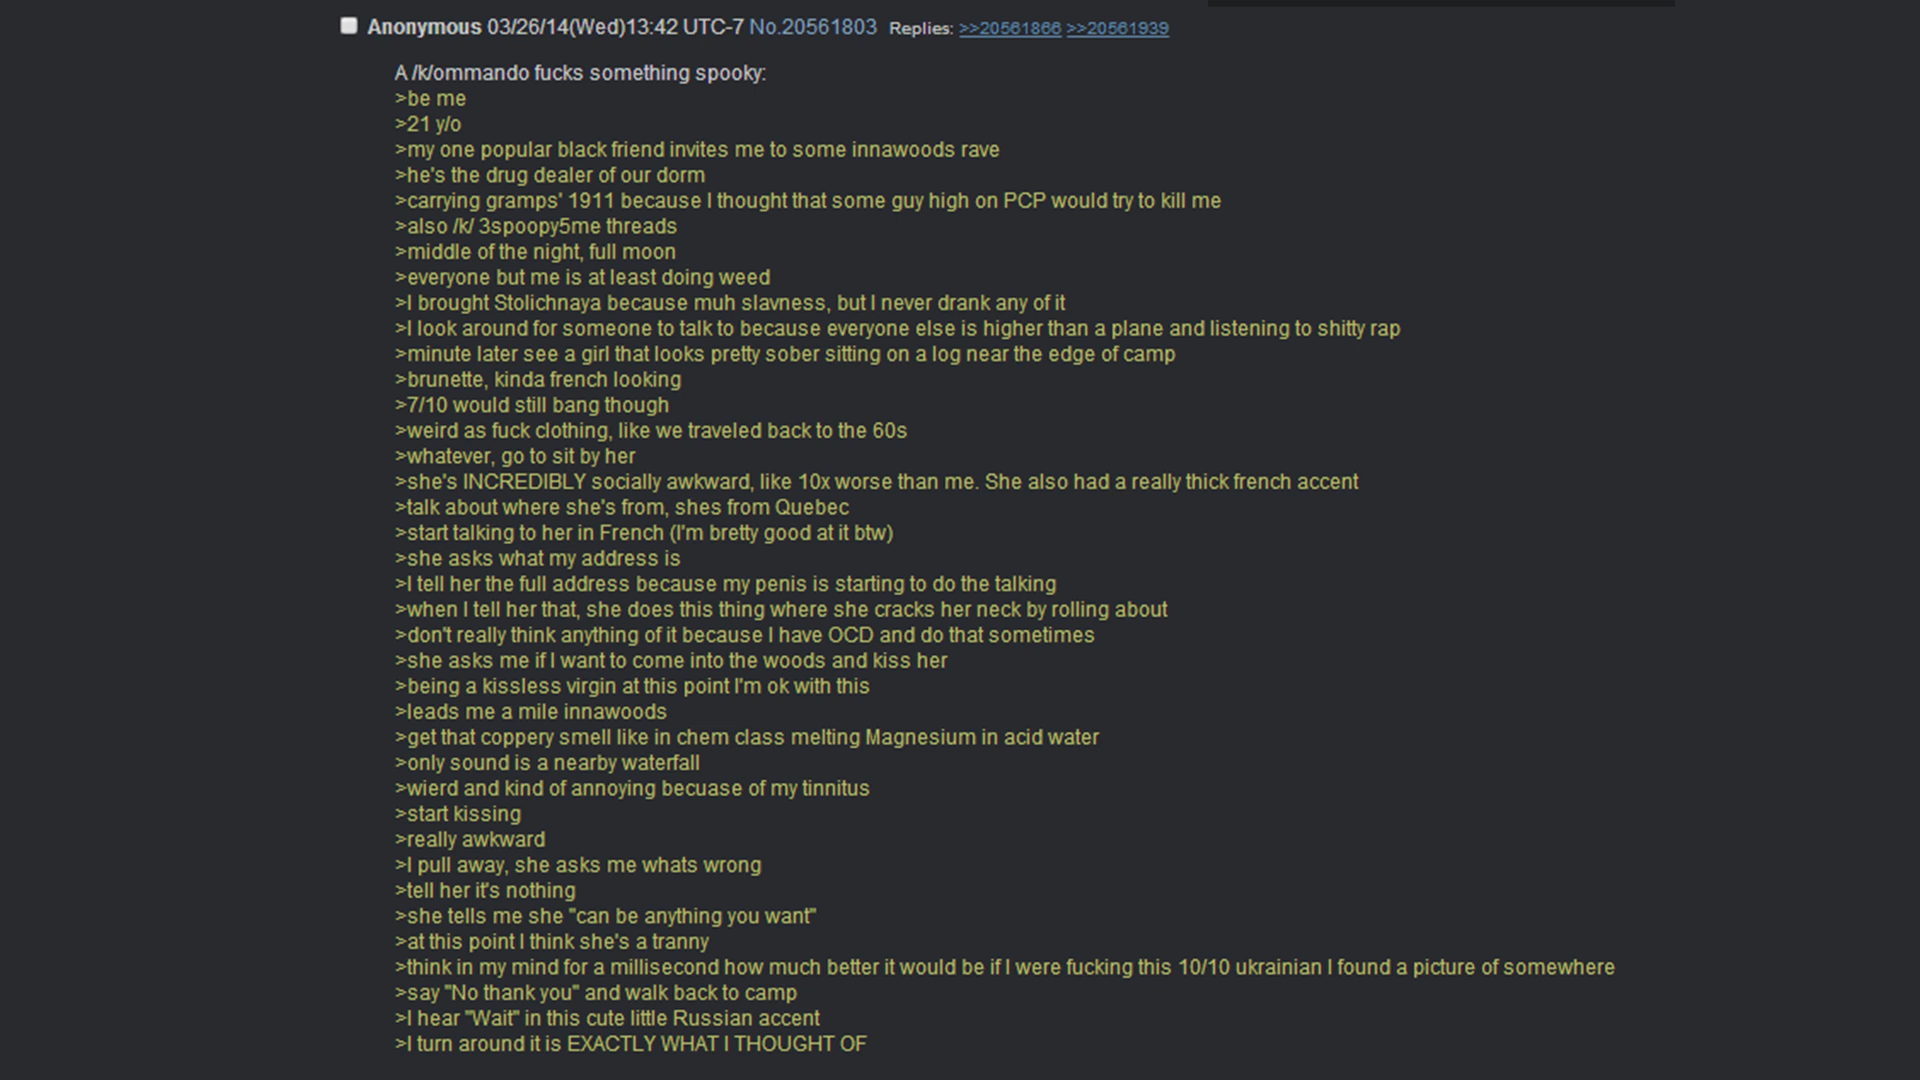 Anonymous 03/26/14(Wed)13:42 UTC-7 No.20561803 Replies: >>20561866 >>20561939
A /k/ommando fucks something spooky:
>be me
>21 y/o
>my one popular black friend invites me to some innawoods rave
>he's the drug dealer of our dorm
>carrying gramps' 1911 because I thought that some guy high on PCP would try to kill me
>also /k/ 3spoopy5me threads
>middle of the night, full moon
>everyone but me is at least doing weed
>I brought Stolichnaya because muh slavness, but I never drank any of it
>I look around for someone to talk to because everyone else is higher than a plane and listening to shitty rap
>minute later see a girl that looks pretty sober sitting on a log near the edge of camp
>brunette, kinda french looking
>7/10 would still bang though
>weird as fuck clothing, like we traveled back to the 60s
>whatever, go to sit by her
>she's INCREDIBLY socially awkward, like 10x worse than me. She also had a really thick french accent
>talk about where she's from, shes from Quebec
>start talking to her in French (I'm bretty good at it btw)
>she asks what my address is
>I tell her the full address because my penis is starting to do the talking
>when I tell her that, she does this thing where she cracks her neck by rolling about
>don't really think anything of it because I have OCD and do that sometimes
>she asks me if I want to come into the woods and kiss her
>being a kissless virgin at this point I'm ok with this
>leads me a mile innawoods
>get that coppery smell like in chem class melting Magnesium in acid water
>only sound is a nearby waterfall
>wierd and kind of annoying becuase of my tinnitus
>start kissing
>really awkward
>I pull away, she asks me whats wrong
>tell her it's nothing
>she tells me she "can be anything you want"
>at this point I think she's a tranny
>think in my mind for a millisecond how much better it would be if I were fucking this 10/10 ukrainian I found a picture of somewhere
>say "No thank you" and walk back to camp
>I hear "Wait" in this cute little Russian accent
>I turn around it is EXACTLY WHAT I THOUGHT OF